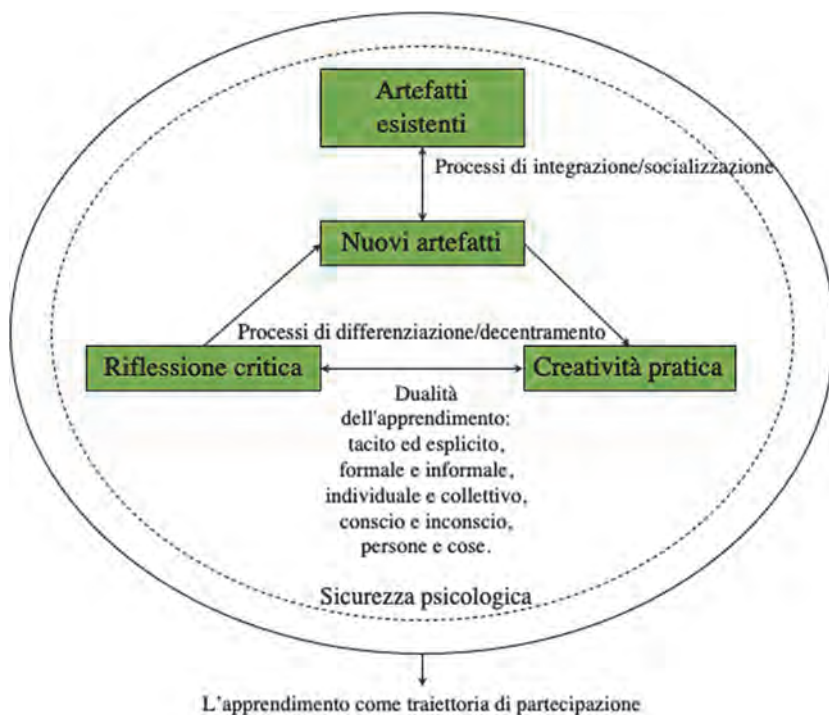 Artefatti
esistenti
Processi di integrazione/socializzazione
Nuovi artefatti
Processi di differenziazione/decentramento
Riflessione critica
Creatività pratica
Dualità
dell'apprendimento:
tacito ed esplicito,
formale e informale,
individuale e collettivo,
conscio e inconscio,
persone e cose.
Sicurezza psicologica
L'apprendimento come traiettoria di partecipazione